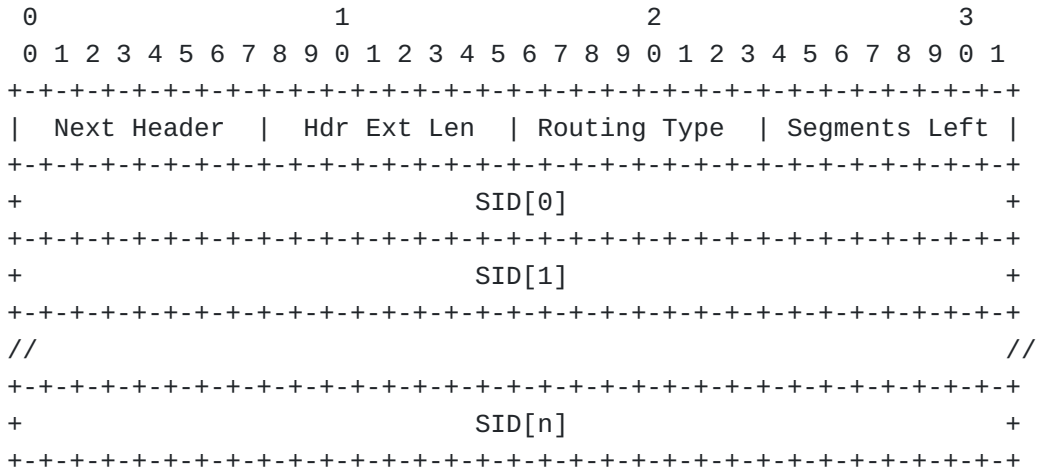 0                   1                   2                   3
 0 1 2 3 4 5 6 7 8 9 0 1 2 3 4 5 6 7 8 9 0 1 2 3 4 5 6 7 8 9 0 1
+-+-+-+-+-+-+-+-+-+-+-+-+-+-+-+-+-+-+-+-+-+-+-+-+-+-+-+-+-+-+-+-+
|  Next Header  |  Hdr Ext Len  | Routing Type  | Segments Left |
+-+-+-+-+-+-+-+-+-+-+-+-+-+-+-+-+-+-+-+-+-+-+-+-+-+-+-+-+-+-+-+-+
+                             SID[0]                            +
+-+-+-+-+-+-+-+-+-+-+-+-+-+-+-+-+-+-+-+-+-+-+-+-+-+-+-+-+-+-+-+-+
+                             SID[1]                            +
+-+-+-+-+-+-+-+-+-+-+-+-+-+-+-+-+-+-+-+-+-+-+-+-+-+-+-+-+-+-+-+-+
//                                                              //
+-+-+-+-+-+-+-+-+-+-+-+-+-+-+-+-+-+-+-+-+-+-+-+-+-+-+-+-+-+-+-+-+
+                             SID[n]                            +
+-+-+-+-+-+-+-+-+-+-+-+-+-+-+-+-+-+-+-+-+-+-+-+-+-+-+-+-+-+-+-+-+